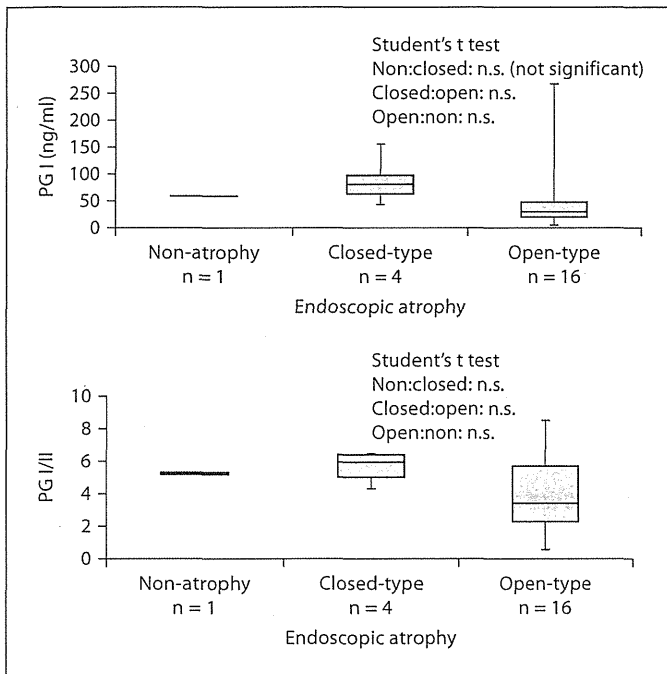 Student's t test
Non:closed: n.s. (not significant)
Closed:open: n.s.
Open:non: n.s.
300
250
200
150
100
50
0
PG I (ng/ml)
Non-atrophy
n = 1
Closed-type
n = 4
Open-type
n = 16
Endoscopic atrophy
Student's t test
Non:closed: n.s.
Closed:open: n.s.
Open:non: n.s.
10
8
6
4
2
0
PG I/II
Non-atrophy
n = 1
Closed-type
n = 4
Open-type
n = 16
Endoscopic atrophy